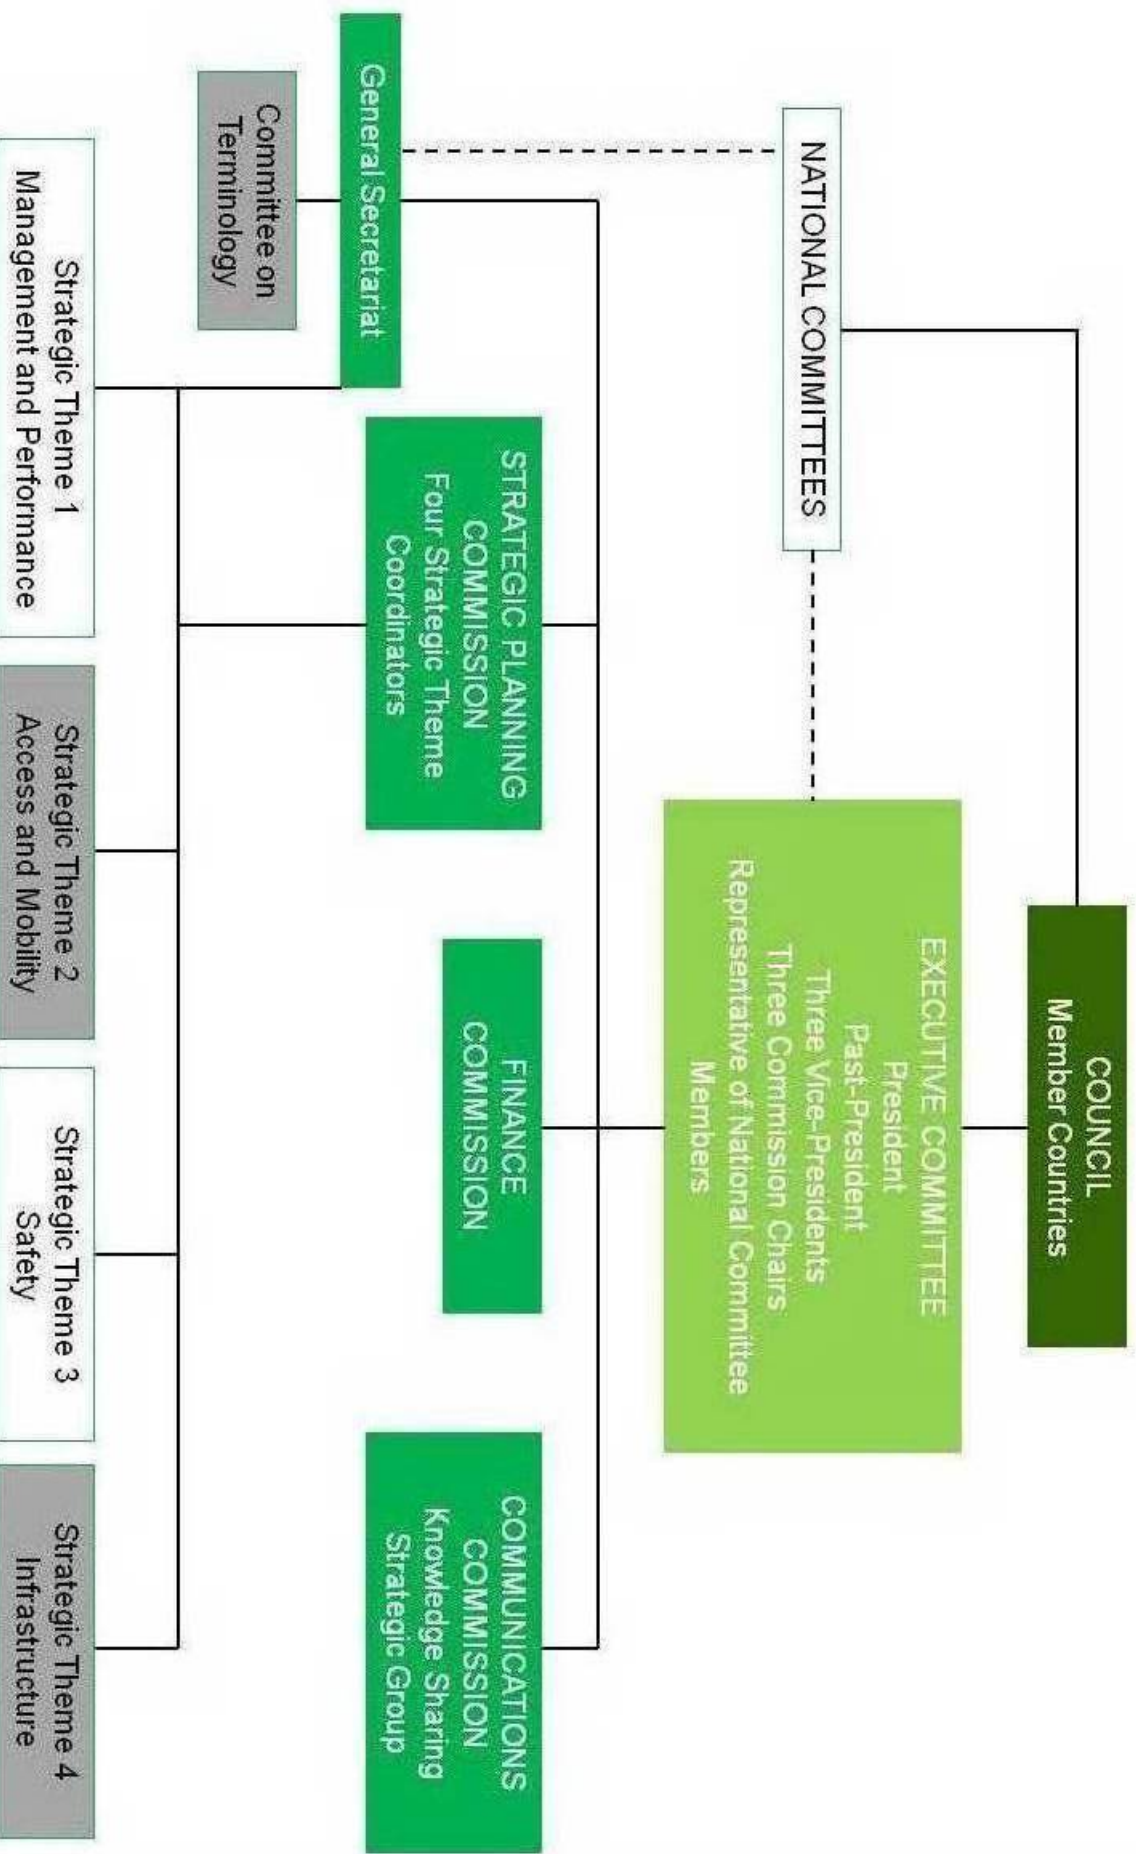 COUNCIL
Member Countries
NATIONAL COMMITTEES
EXECUTIVE COMMITTEE
President
Past-President
Three Vice-Presidents
Three Commission Chairs
Representative of National Committee
Members
General Secretariat
STRATEGIC PLANNING
COMMISSION
Four Strategic Theme
Coordinators
FINANCE
COMMISSION
COMMUNICATIONS
COMMISSION
Knowledge Sharing
Strategic Group
Committee on
Terminology
Strategic Theme 1
Management and Performance
Strategic Theme 2
Access and Mobility
Strategic Theme 3
Safety
Strategic Theme 4
Infrastructure